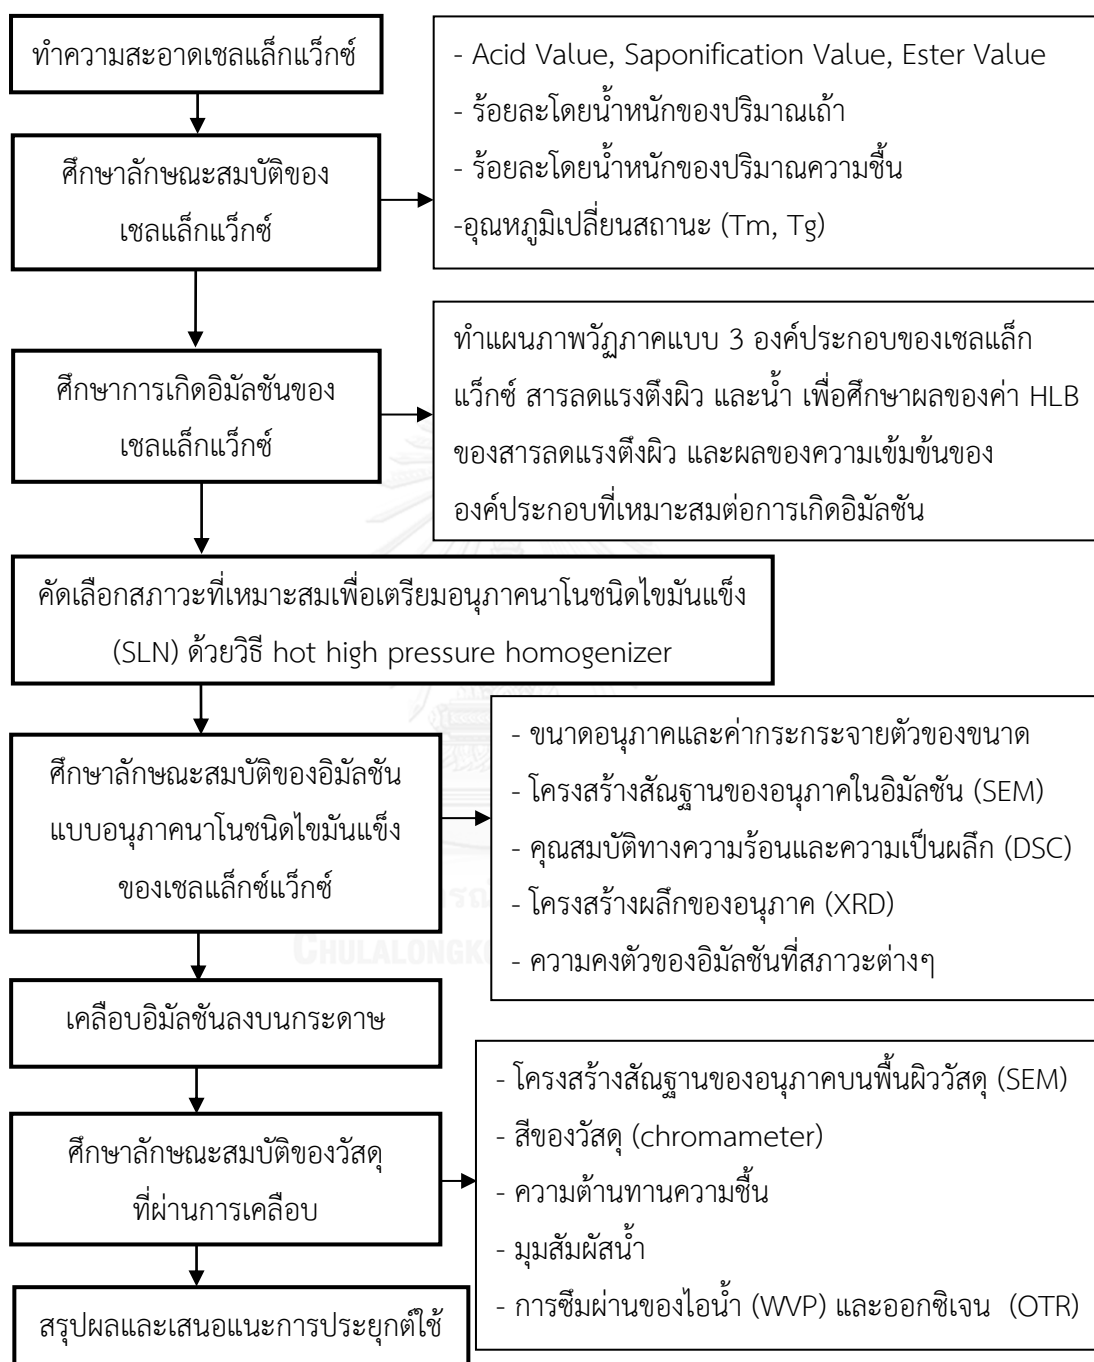 ทำความสะอาดเชลแล็กแว็กซ์
- Acid Value, Saponification Value, Ester Value
- ร้อยละโดยน้ำหนักของปริมาณเถ้า
- ร้อยละโดยน้ำหนักของปริมาณความชื้น
-อุณหภูมิเปลี่ยนสถานะ (Tm, Tg)
ศึกษาลักษณะสมบัติของ
เชลแล็กแว็กซ์
ศึกษาการเกิดอิมัลชันของ
เชลแล็กแว็กซ์
ทำแผนภาพวัฏภาคแบบ 3 องค์ประกอบของเชลแล็ก
แว็กซ์ สารลดแรงตึงผิว และน้ำ เพื่อศึกษาผลของค่า HLB
ของสารลดแรงตึงผิว และผลของความเข้มข้นของ
องค์ประกอบที่เหมาะสมต่อการเกิดอิมัลชัน
คัดเลือกสภาวะที่เหมาะสมเพื่อเตรียมอนุภาคนาโนชนิดไขมันแข็ง
(SLN) ด้วยวิธี hot high pressure homogenizer
ศึกษาลักษณะสมบัติของอิมัลชัน
แบบอนุภาคนาโนชนิดไขมันแข็ง
ของเชลแล็กซ์แว็กซ์
- ขนาดอนุภาคและค่ากระกระจายตัวของขนาด
- โครงสร้างสัณฐานของอนุภาคในอิมัลชัน (SEM)
- คุณสมบัติทางความร้อนและความเป็นผลึก (DSC)
- โครงสร้างผลึกของอนุภาค (XRD)
- ความคงตัวของอิมัลชันที่สภาวะต่างๆ
CHULALONGK
เคลือบอิมัลชันลงบนกระดาษ
ศึกษาลักษณะสมบัติของวัสดุ
ที่ผ่านการเคลือบ
- โครงสร้างสัณฐานของอนุภาคบนพื้นผิววัสดุ (SEM)
- สีของวัสดุ (chromameter)
- ความต้านทานความชื้น
- มุมสัมผัสน้ำ
- การซึมผ่านของไอน้ำ (WVP) และออกซิเจน (OTR)
สรุปผลและเสนอแนะการประยุกต์ใช้